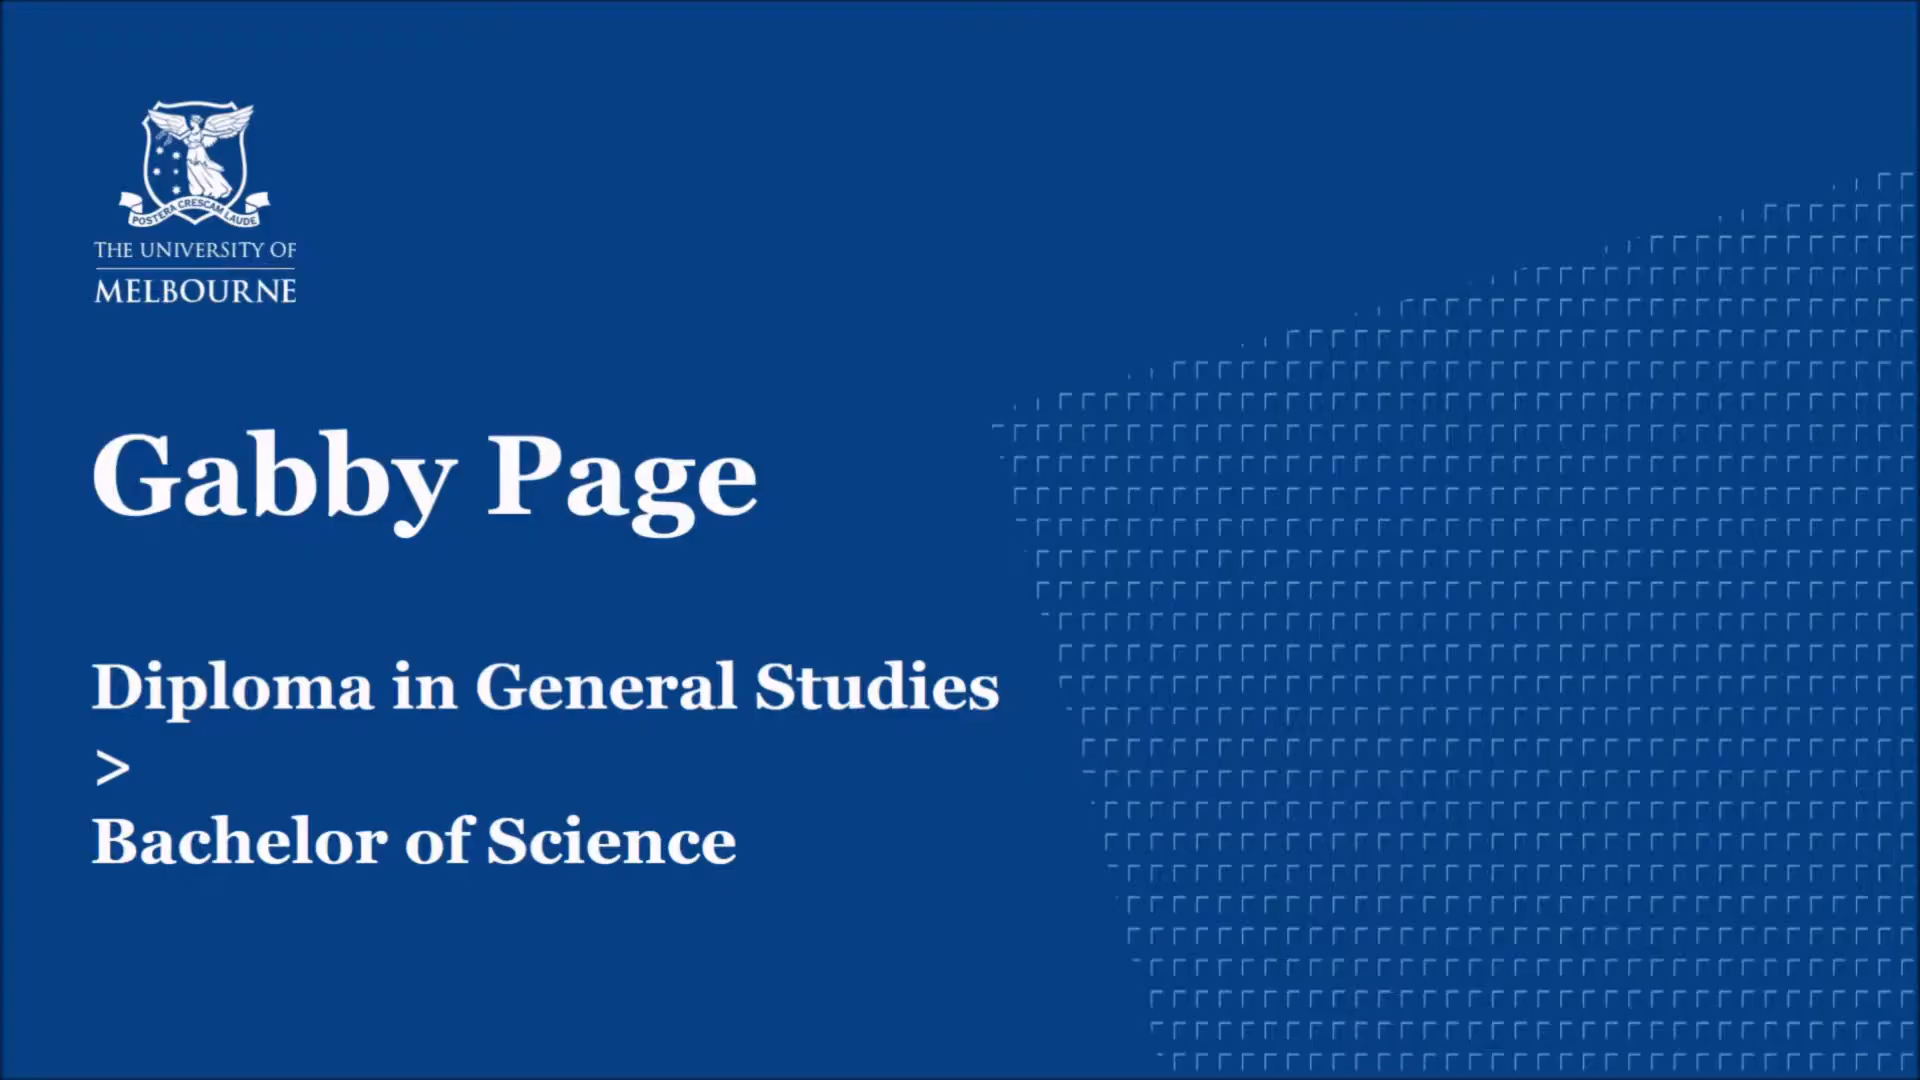 POSTERA CRESCAM LAUDE
THE UNIVERSITY OF
MELBOURNE
Gabby Page
Diploma in General Studies
>
Bachelor of Science